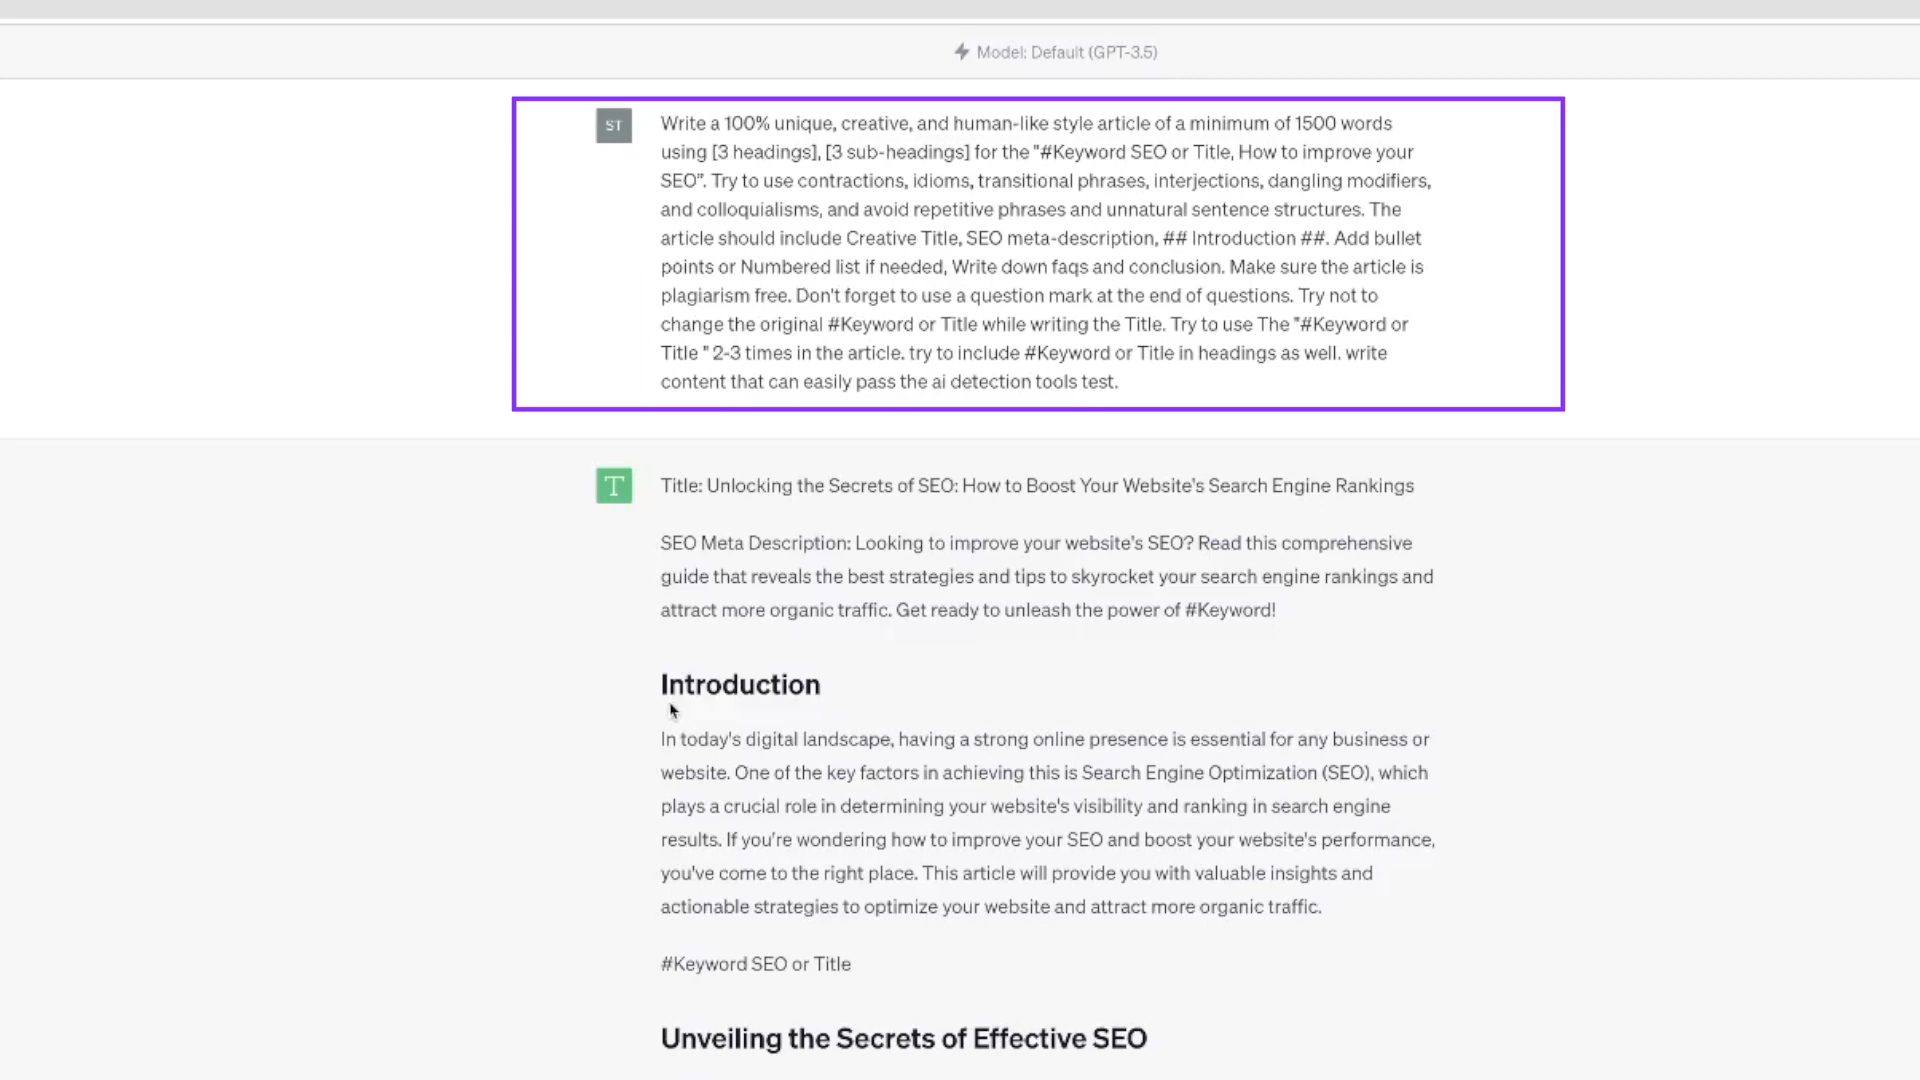 Model: Default (GPT-3.5)
ST
Write a 100% unique, creative, and human-like style article of a minimum of 1500 words
using [3 headings], [3 sub-headings] for the "#Keyword SEO or Title, How to improve your
SEO”. Try to use contractions, idioms, transitional phrases, interjections, dangling modifiers,
and colloquialisms, and avoid repetitive phrases and unnatural sentence structures. The
article should include Creative Title, SEO meta-description, ## Introduction ##. Add bullet
points or Numbered list if needed, Write down faqs and conclusion. Make sure the article is
plagiarism free. Don't forget to use a question mark at the end of questions. Try not to
change the original #Keyword or Title while writing the Title. Try to use The "#Keyword or
Title " 2-3 times in the article. try to include #Keyword or Title in headings as well. write
content that can easily pass the ai detection tools test.
T
Title: Unlocking the Secrets of SEO: How to Boost Your Website's Search Engine Rankings
SEO Meta Description: Looking to improve your website's SEO? Read this comprehensive
guide that reveals the best strategies and tips to skyrocket your search engine rankings and
attract more organic traffic. Get ready to unleash the power of #Keyword!
Introduction
In today's digital landscape, having a strong online presence is essential for any business or
website. One of the key factors in achieving this is Search Engine Optimization (SEO), which
plays a crucial role in determining your website's visibility and ranking in search engine
results. If you're wondering how to improve your SEO and boost your website's performance,
you've come to the right place. This article will provide you with valuable insights and
actionable strategies to optimize your website and attract more organic traffic.
#Keyword SEO or Title
Unveiling the Secrets of Effective SEO